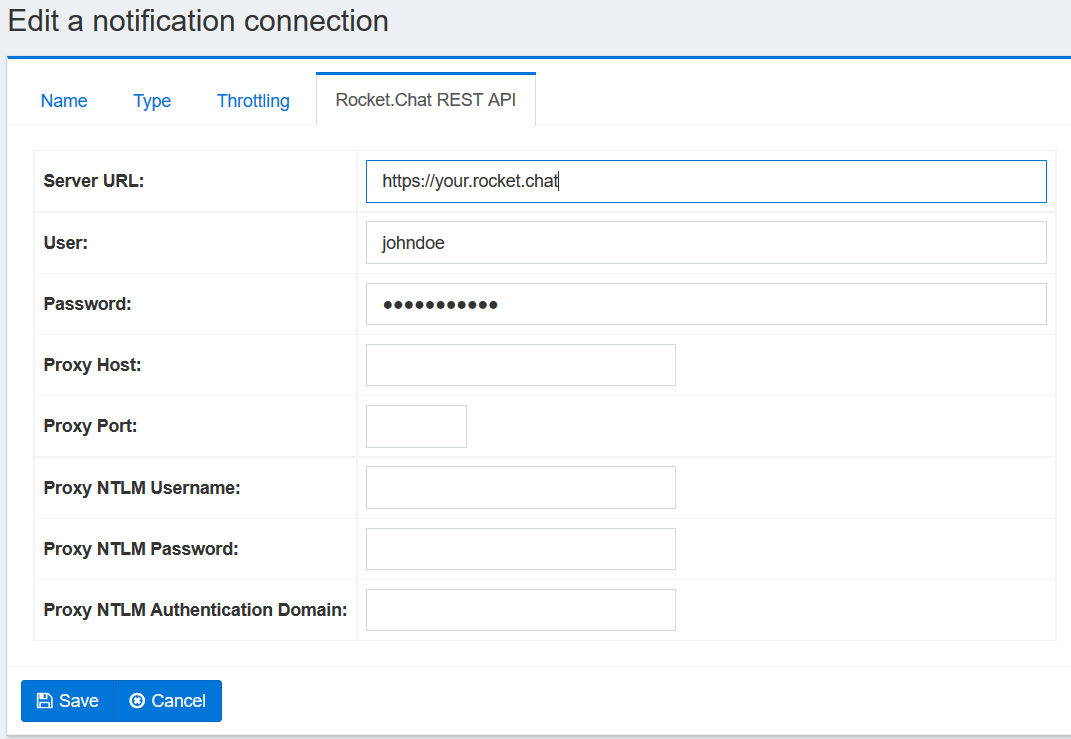 Edit a notification connection
Name Type Throttling Rocket.Chat REST API
Server URL: https://your.rocket.chat
User: johndoe
Password: ●●●●●●●●●●●
Proxy Host:
Proxy Port:
Proxy NTLM Username:
Proxy NTLM Password:
Proxy NTLM Authentication Domain:
Save Cancel